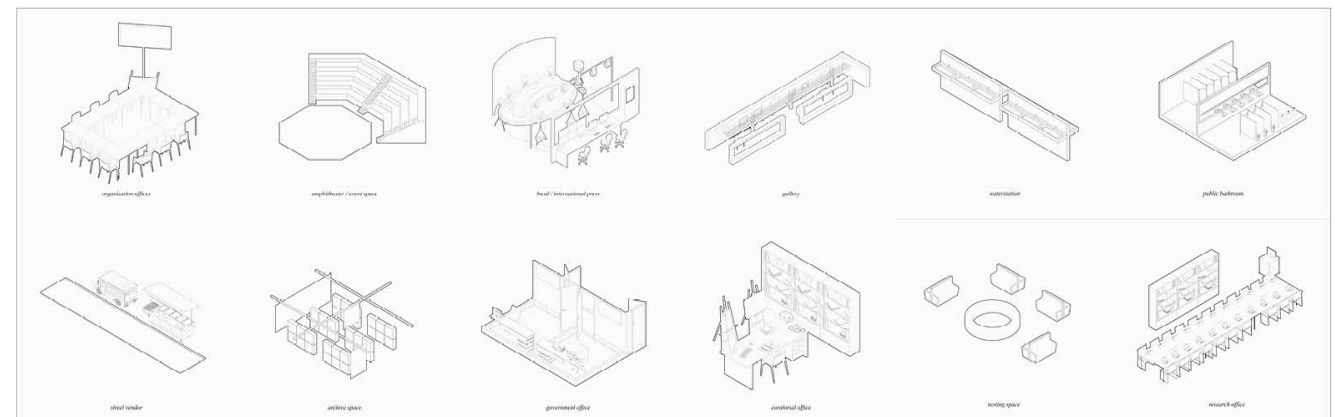 organization offices
amphitheater / event space
local / international press
gallery
waterstation
public bathroom
street vendor
archive space
government office
curatorial office
resting space
research office